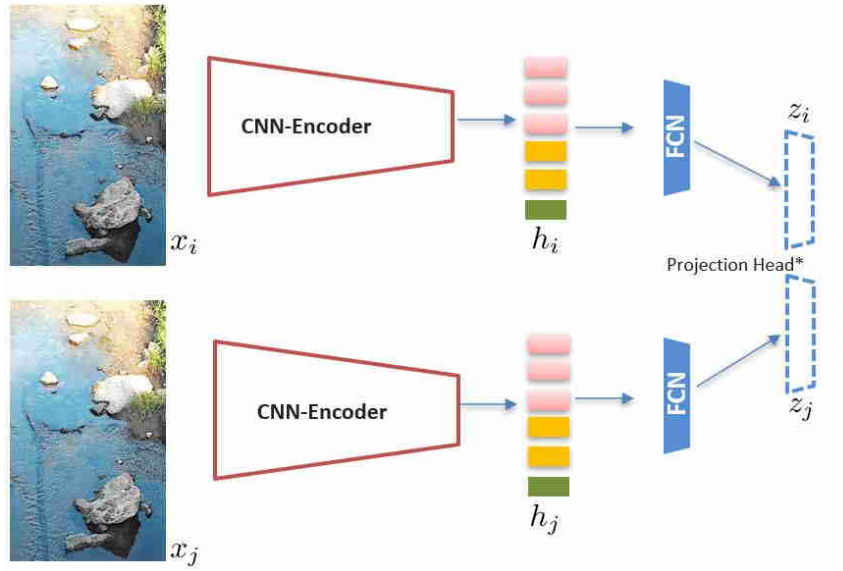 CNN-Encoder
FCN
z_i
x_i
h_i
Projection Head*
CNN-Encoder
FCN
z_j
x_j
h_j